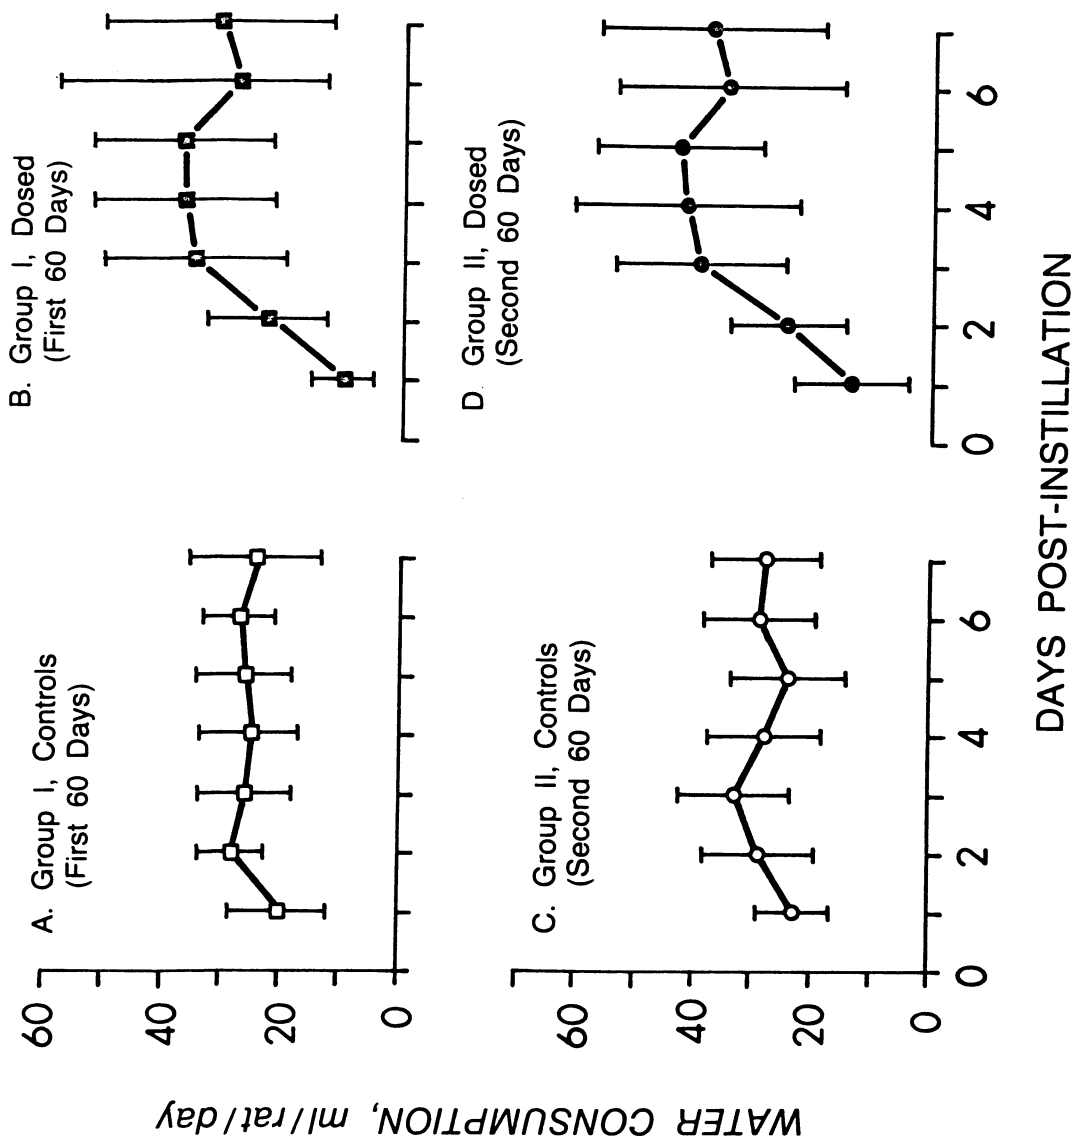 A. Group I, Controls
(First 60 Days)
B. Group I, Dosed
(First 60 Days)
60
40
20
0
C. Group II, Controls
(Second 60 Days)
D. Group II, Dosed
(Second 60 Days)
60
40
20
0
0
2
4
6
0
2
4
6
WATER CONSUMPTION, ml/rat/day
DAYS POST-INSTILLATION